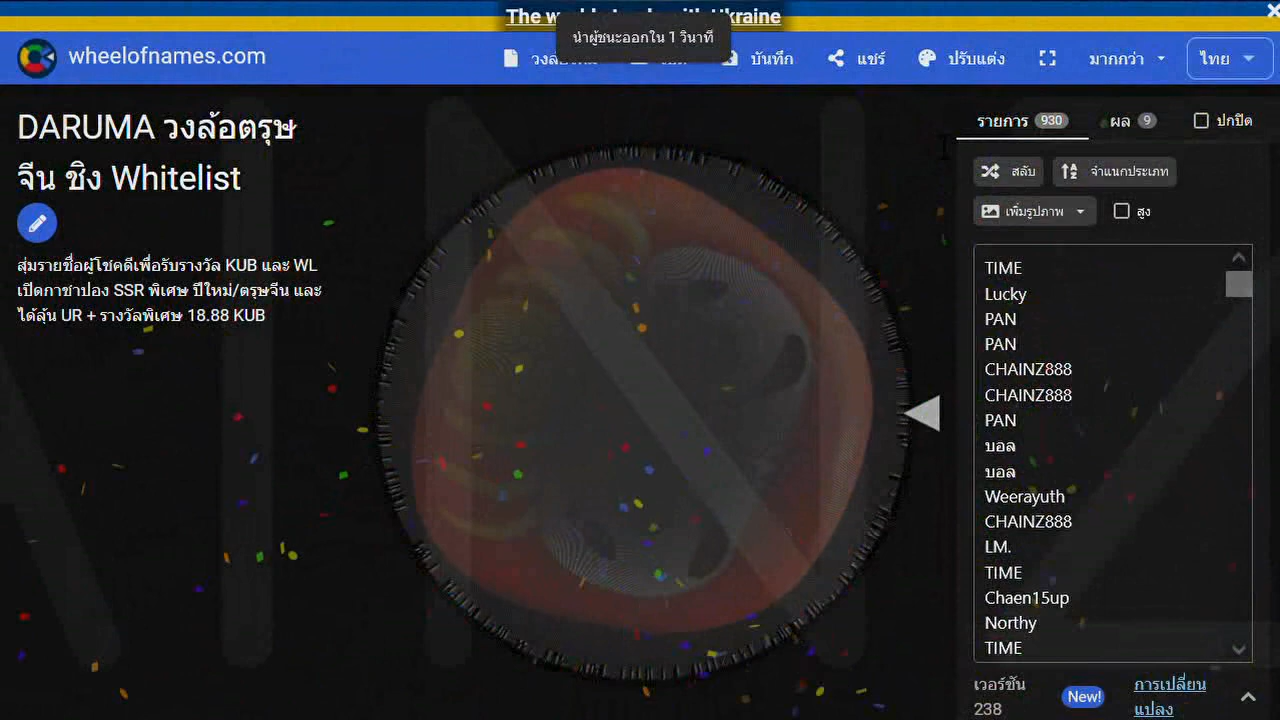 The w Ukraine
นำผู้ชนะออกใน 1 วินาที
wheelofnames.com
บันทึก
แชร์
ปรับแต่ง
มากกว่า
ไทย
DARUMA วงล้อตรุษ
จีน ชิง Whitelist
สุ่มรายชื่อผู้โชคดีเพื่อรับรางวัล KUB และ WL
เปิดกาชาปอง SSR พิเศษ ปีใหม่/ตรุษจีน และ
ได้ลุ้น UR + รางวัลพิเศษ 18.88 KUB
รายการ 930
ผล 9
ปกปิด
สลับ
จำแนกประเภท
เพิ่มรูปภาพ
สูง
TIME
Lucky
PAN
PAN
CHAINZ888
CHAINZ888
PAN
บอล
บอล
Weerayuth
CHAINZ888
LM.
TIME
Chaen15up
Northy
TIME
เวอร์ชัน
238
New!
การเปลี่ยน
แปลง